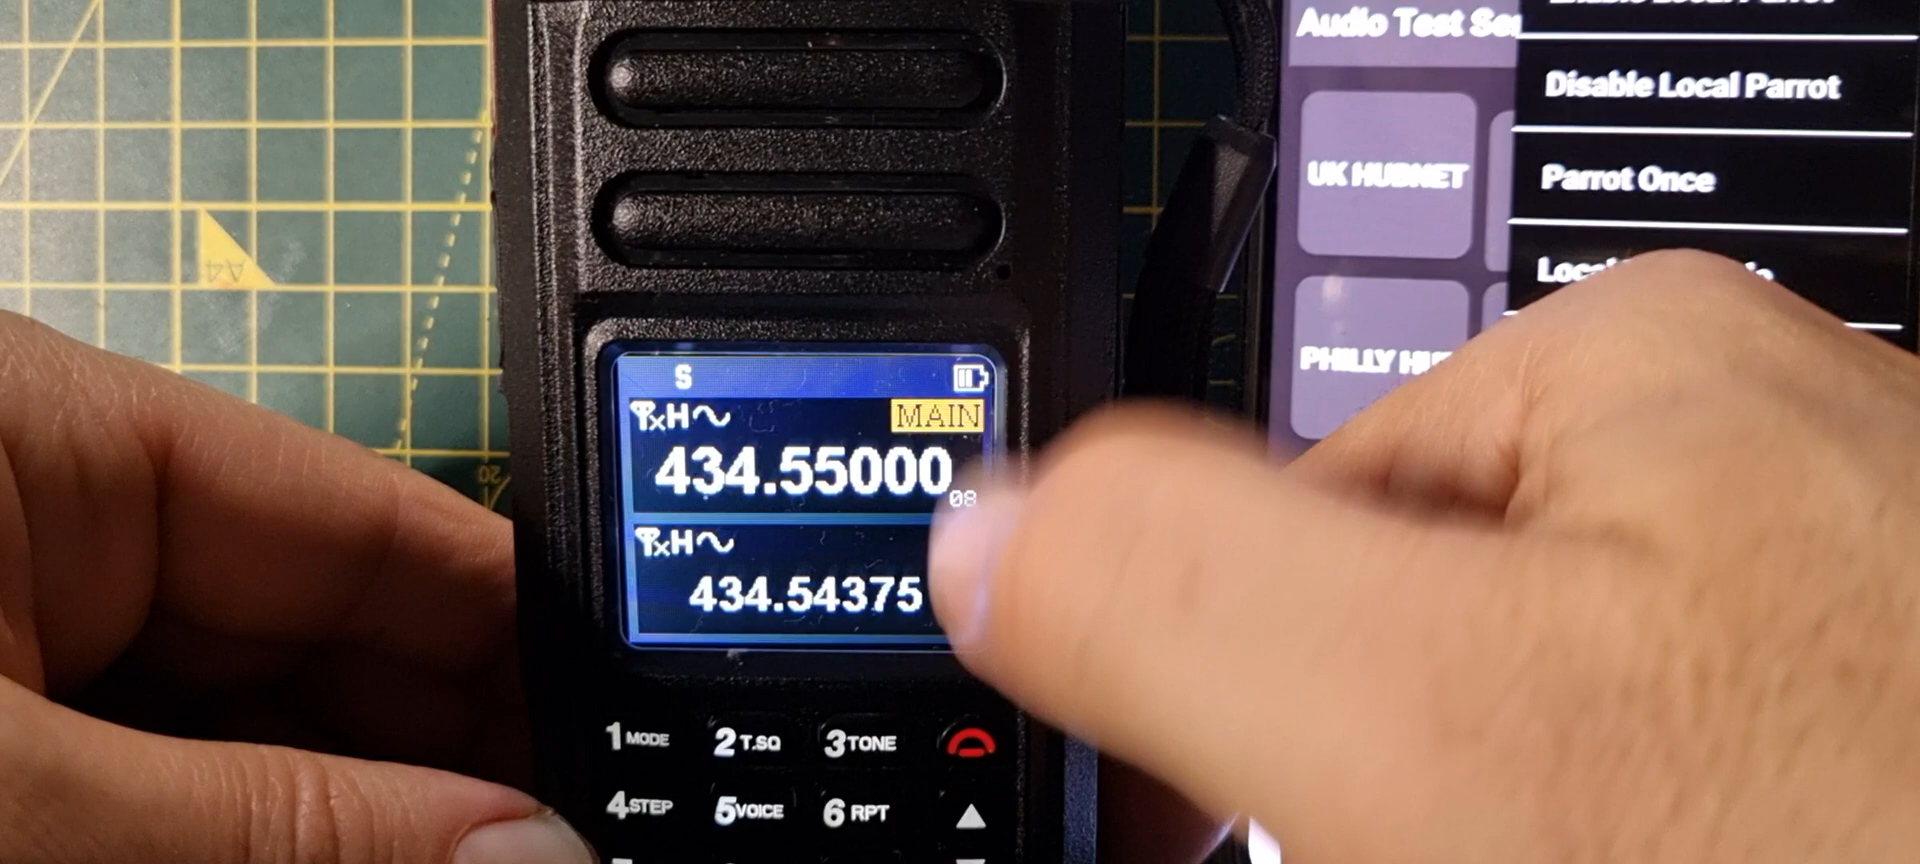 Audio Test
Disable Local Parrot
UK HUBNET
Parrot Once
PHILLY
A4
20
S
TxH
MAIN
434.55000
08
TxH
434.54375
1 MODE
2 T.SQ
3 TONE
4 STEP
5 VOICE
6 RPT